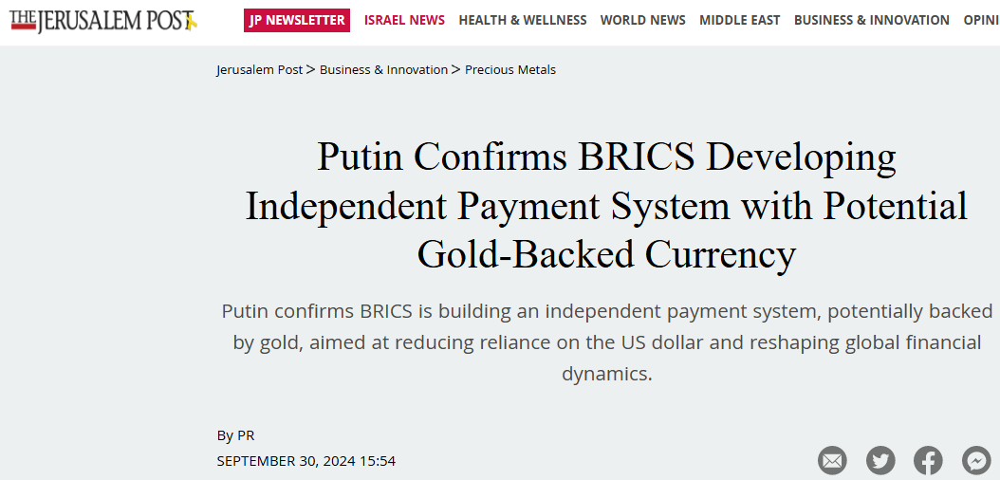 THE JERUSALEM POST
JP NEWSLETTER ISRAEL NEWS HEALTH & WELLNESS WORLD NEWS MIDDLE EAST BUSINESS & INNOVATION OPINI
Jerusalem Post > Business & Innovation > Precious Metals
Putin Confirms BRICS Developing
Independent Payment System with Potential
Gold-Backed Currency
Putin confirms BRICS is building an independent payment system, potentially backed
by gold, aimed at reducing reliance on the US dollar and reshaping global financial
dynamics.
By PR
SEPTEMBER 30, 2024 15:54